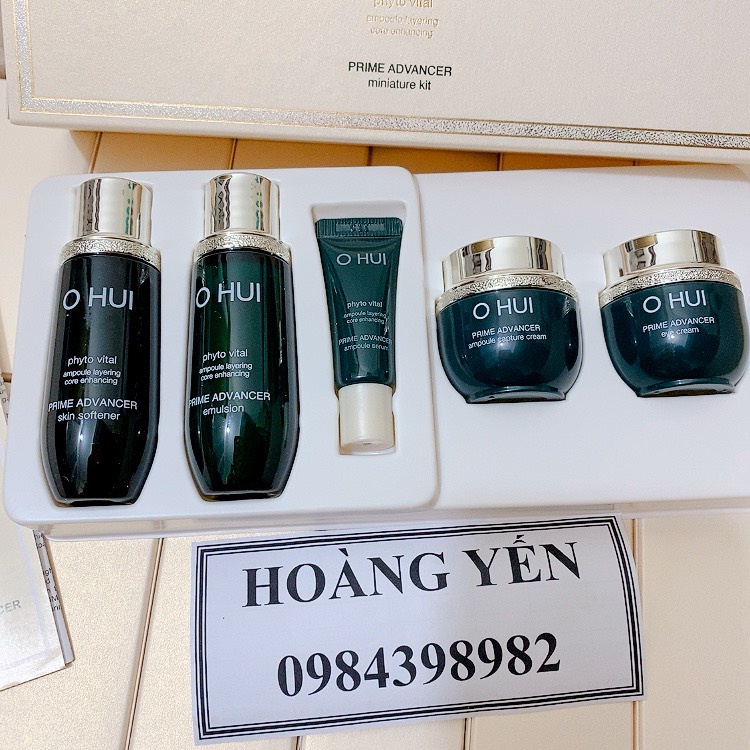 phyto vital
ampoule layering
core enhancing
PRIME ADVANCER
miniature kit
O HUI
phyto vital
ampoule layering
core enhancing
PRIME ADVANCER
skin softener
O HUI
phyto vital
ampoule layering
core enhancing
PRIME ADVANCER
emulsion
O HUI
phyto vital
ampoule layering
core enhancing
PRIME ADVANCER
ampoule serum
O HUI
PRIME ADVANCER
ampoule capture cream
O HUI
PRIME ADVANCER
eye cream
HOÀNG YẾN
0984398982